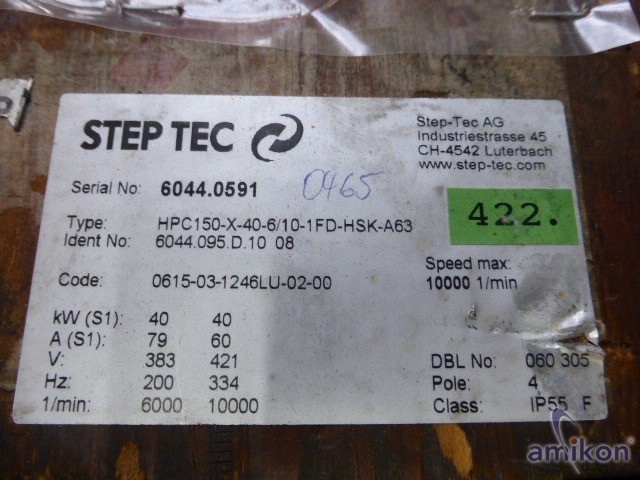 STEP TEC
Step-Tec AG
Industriestrasse 45
CH-4542 Luterbach
www.step-tec.com
Serial No: 6044.0591
0465
422.
Type: HPC150-X-40-6/10-1FD-HSK-A63
Ident No: 6044.095.D.10 08
Code: 0615-03-1246LU-02-00
Speed max:
10000 1/min
kW (S1): 40 40
A (S1): 79 60
V: 383 421
Hz: 200 334
1/min: 6000 10000
DBL No: 060 305
Pole: 4
Class: IP55 F
amikon